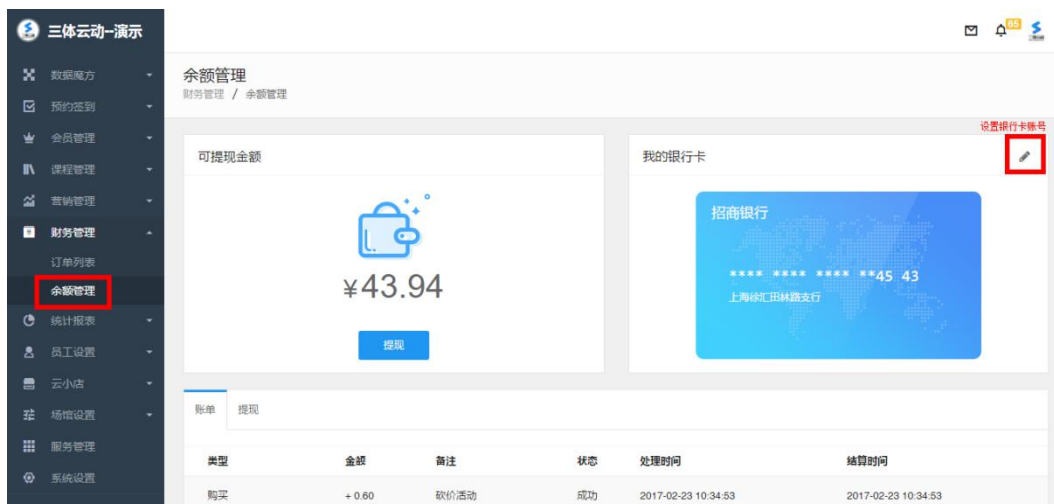 三体云动--演示
65
数据魔方
预约签到
会员管理
课程管理
营销管理
财务管理
订单列表
余额管理
统计报表
员工设置
云小店
场馆设置
服务管理
系统设置
余额管理
财务管理 / 余额管理
设置银行卡账号
可提现金额
¥43.94
提现
我的银行卡
招商银行
**** **** **** **45 43
上海徐汇田林路支行
账单 提现
类型 金额 备注 状态 处理时间 结算时间
购买 + 0.60 砍价活动 成功 2017-02-23 10:34:53 2017-02-23 10:34:53